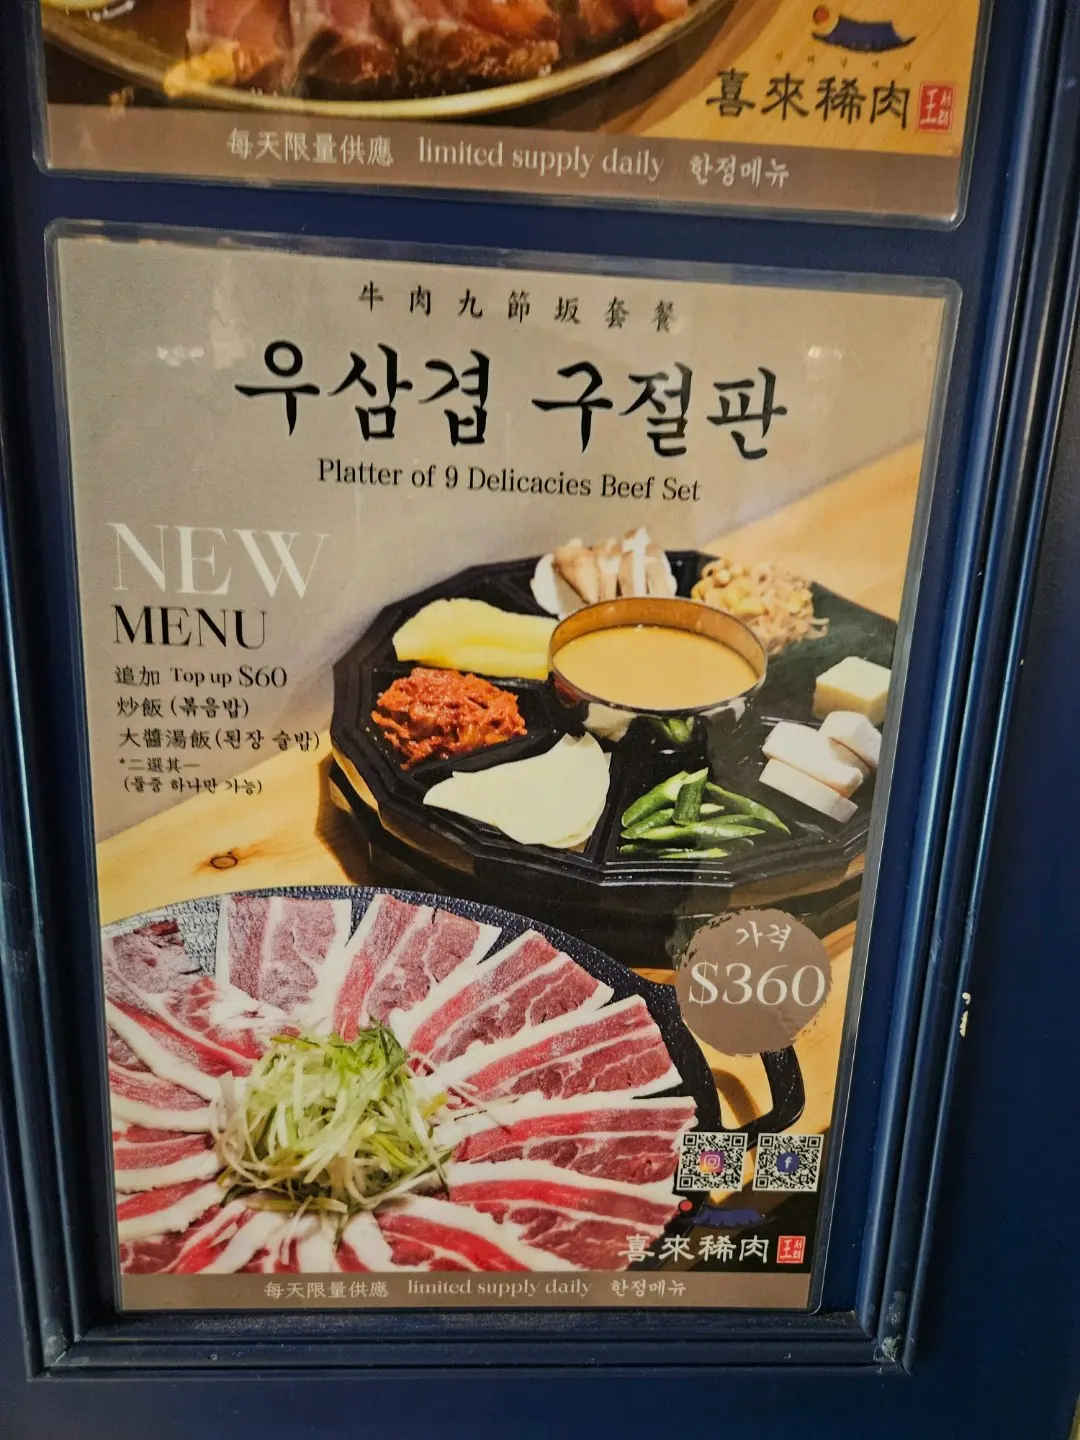 喜來稀肉
每天限量供應 limited supply daily 한정메뉴
牛肉九節坂套餐
우삼겹 구절판
Platter of 9 Delicacies Beef Set
NEW
MENU
追加 Top up $60
炒飯 (볶음밥)
大醬湯飯 (된장 술밥)
*二選其一
(둘중 하나만 가능)
가격
$360
喜來稀肉
每天限量供應 limited supply daily 한정메뉴